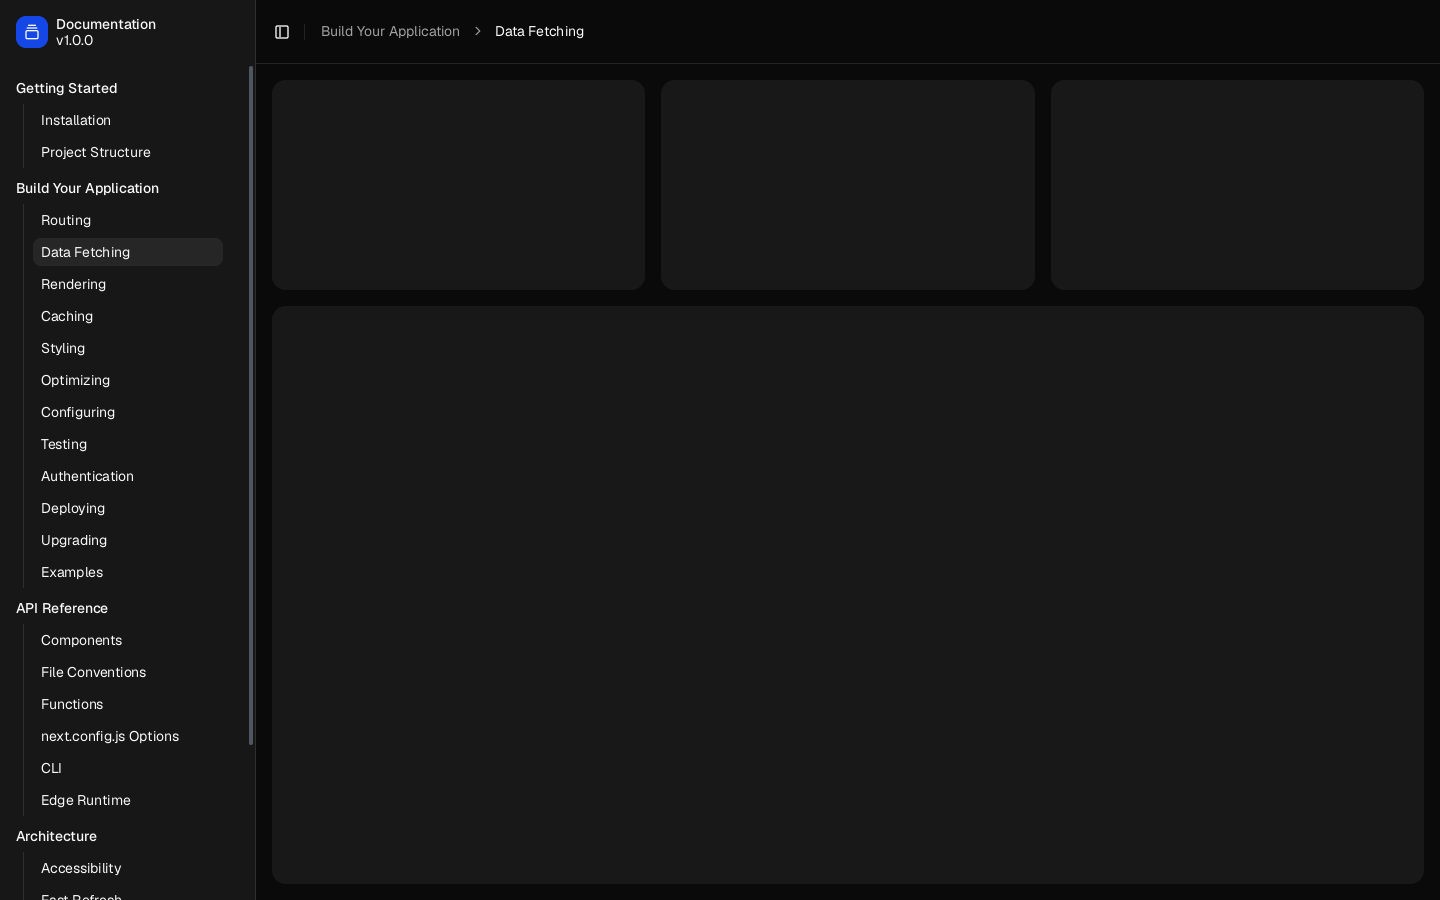 Documentation
v1.0.0
Getting Started
Installation
Project Structure
Build Your Application
Routing
Data Fetching
Rendering
Caching
Styling
Optimizing
Configuring
Testing
Authentication
Deploying
Upgrading
Examples
API Reference
Components
File Conventions
Functions
next.config.js Options
CLI
Edge Runtime
Architecture
Accessibility
Fast Refresh
Build Your Application
Data Fetching